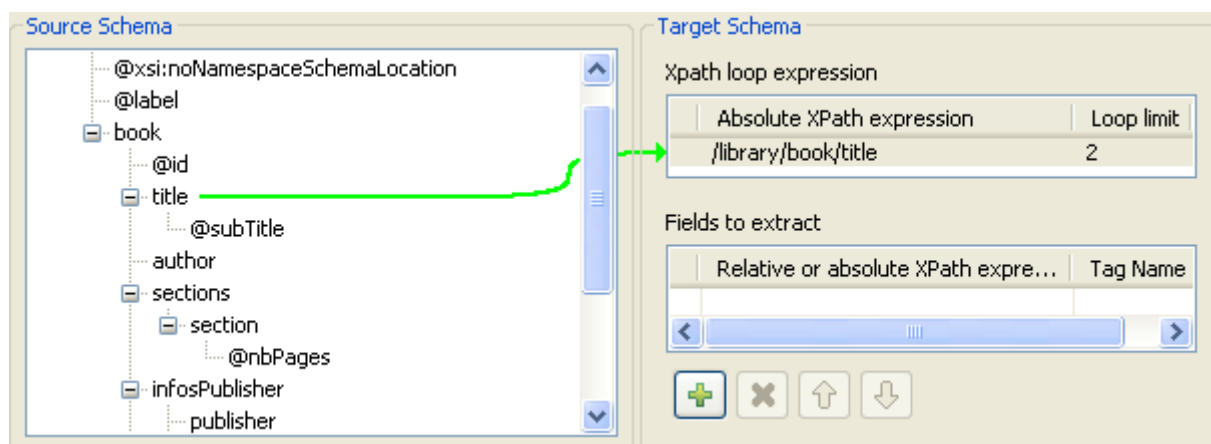 Source Schema
@xsi:noNamespaceSchemaLocation
@label
book
@id
title
@subTitle
author
sections
section
@nbPages
infosPublisher
publisher
Target Schema
Xpath loop expression
Absolute XPath expression Loop limit
/library/book/title 2
Fields to extract
Relative or absolute XPath expre... Tag Name